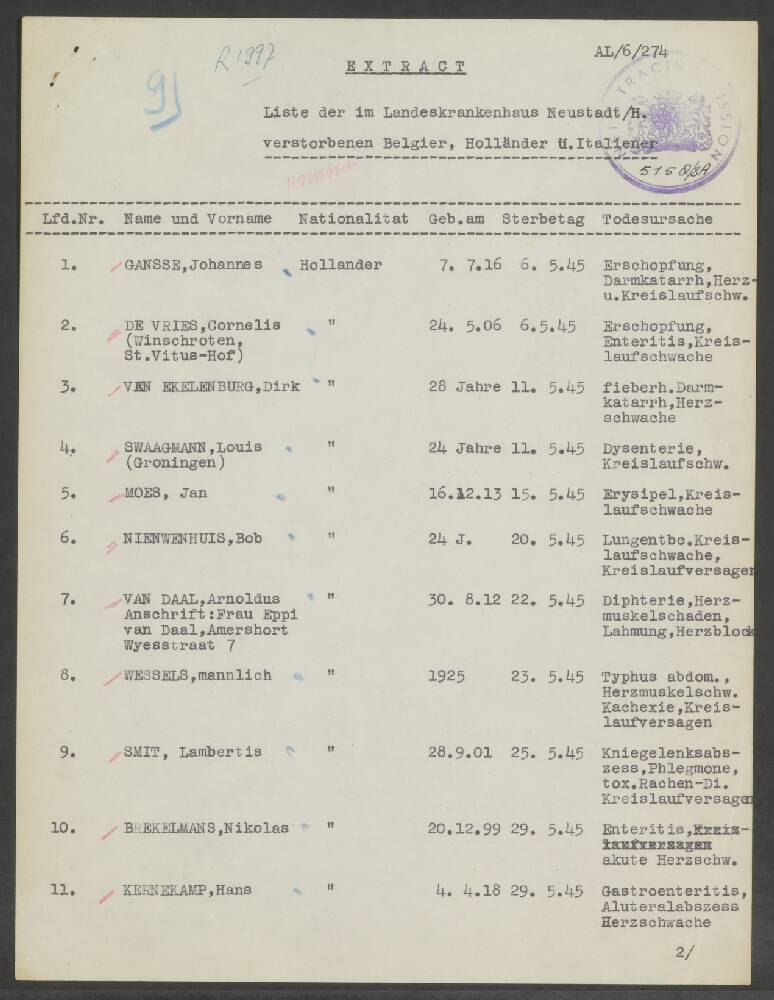 R 1997
AL/6/274
EXTRACT
9)
Liste der im Landeskrankenhaus Neustadt/H.
verstorbenen Belgier, Holländer u.Italiener
5156/8A
Lfd.Nr. Name und Vorname Nationalitat Geb.am Sterbetag Todesursache
1. GANSSE,Johannes Hollander 7. 7.16 6. 5.45 Erschopfung,
Darmkatarrh,Herz-
u.Kreislaufschw.
2. DE VRIES,Cornelis " 24. 5.06 6.5.45 Erschopfung,
(Winschroten, Enteritis,Kreis-
St.Vitus-Hof) laufschwache
3. VAN EKELENBURG,Dirk " 28 Jahre 11. 5.45 fieberh.Darm-
katarrh,Herz-
schwache
4. SWAAGMANN,Louis " 24 Jahre 11. 5.45 Dysenterie,
(Groningen) Kreislaufschw.
5. MOES, Jan " 16.12.13 15. 5.45 Erysipel,Kreis-
laufschwache
6. NIENWENHUIS,Bob " 24 J. 20. 5.45 Lungentbc.Kreis-
laufschwache,
Kreislaufversagen
7. VAN DAAL,Arnoldus " 30. 8.12 22. 5.45 Diphterie,Herz-
Anschrift:Frau Eppi muskelschaden,
van Daal,Amershort Lahmung,Herzblock
Wyesstraat 7
8. WESSELS,mannlich " 1925 23. 5.45 Typhus abdom.,
Herzmuskelschw.
Kachexie,Kreis-
laufversagen
9. SMIT, Lambertis " 28.9.01 25. 5.45 Kniegelenksabs-
zess,Phlegmone,
tox.Rachen-Di.
Kreislaufversagen
10. BREKELMANS,Nikolas " 20.12.99 29. 5.45 Enteritis,Kreis-
laufversagen
akute Herzschw.
11. KERNEKAMP,Hans " 4. 4.18 29. 5.45 Gastroenteritis,
Aluteralabszess
Herzschwache
2/